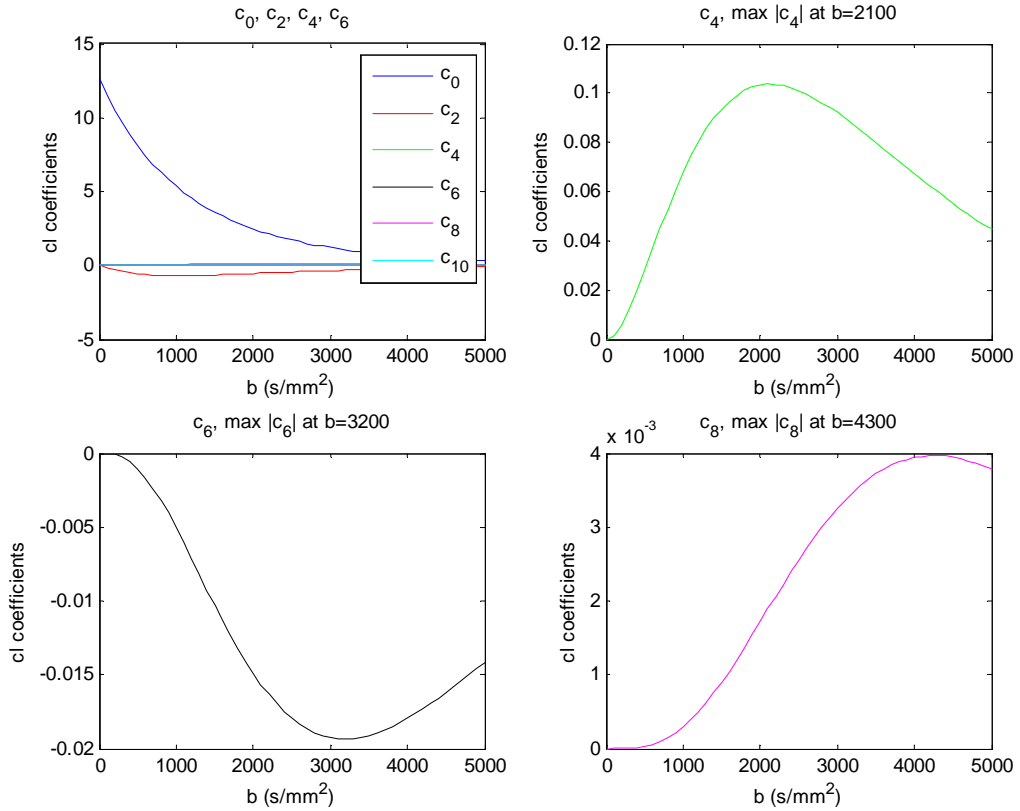 c₀, c₂, c₄, c₆
15
10
5
0
-5
cl coefficients
0 1000 2000 3000 4000 5000
b (s/mm²)
c₀
c₂
c₄
c₆
c₈
c₁₀
c₄, max |c₄| at b=2100
0.12
0.1
0.08
0.06
0.04
0.02
0
cl coefficients
0 1000 2000 3000 4000 5000
b (s/mm²)
c₆, max |c₆| at b=3200
0
-0.005
-0.01
-0.015
-0.02
cl coefficients
0 1000 2000 3000 4000 5000
b (s/mm²)
c₈, max |c₈| at b=4300
x 10⁻³
4
3
2
1
0
cl coefficients
0 1000 2000 3000 4000 5000
b (s/mm²)